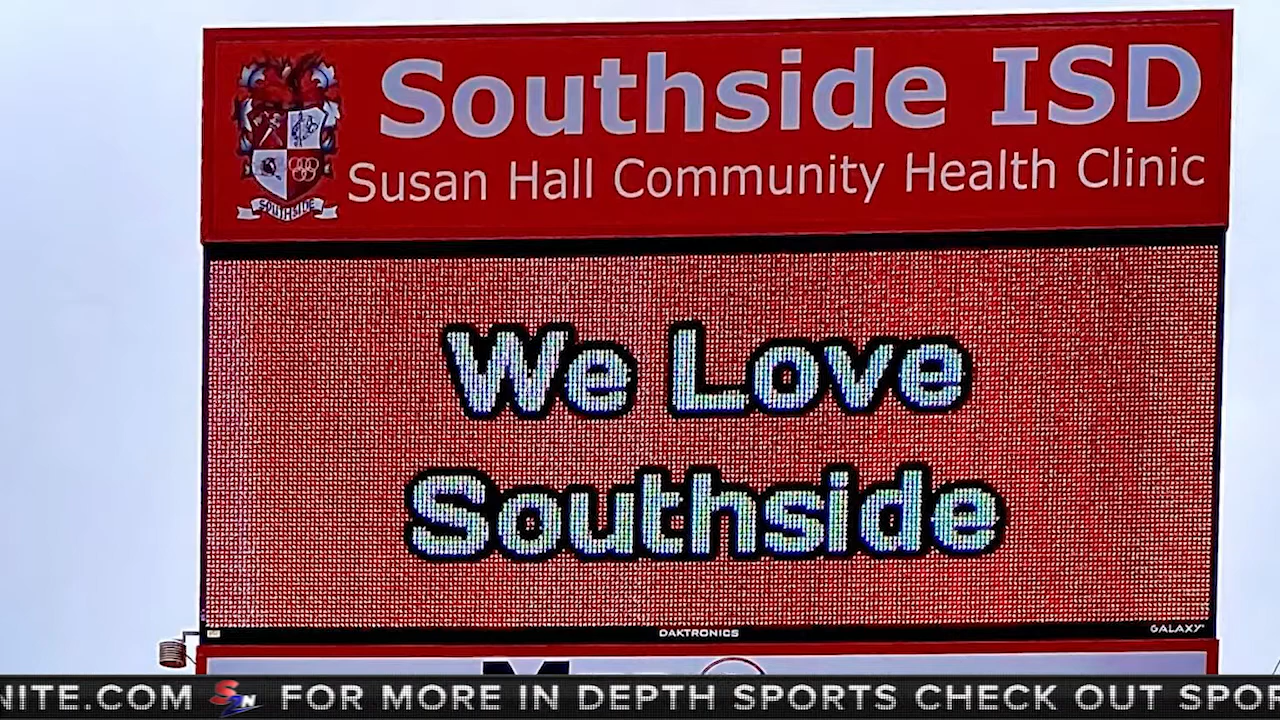 Southside ISD
Susan Hall Community Health Clinic
SOUTHSIDE
We Love
Southside
DAKTRONICS
GALAXY
NITE.COM SN FOR MORE IN DEPTH SPORTS CHECK OUT SPOR